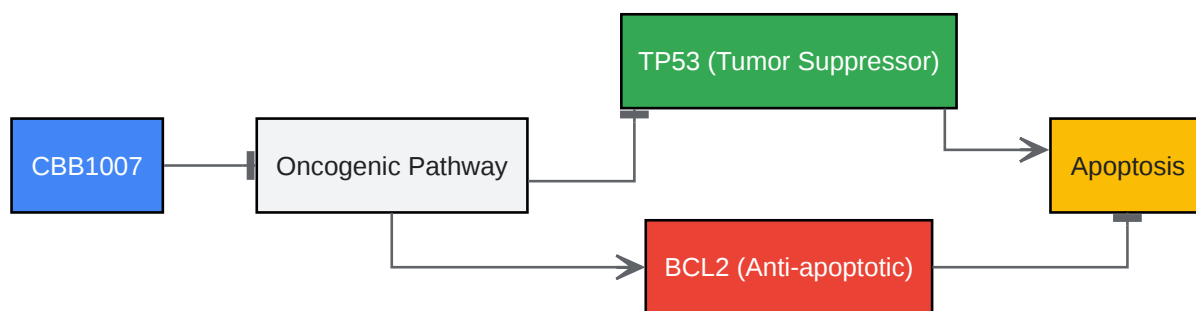 TP53 (Tumor Suppressor)
CBB1007
Oncogenic Pathway
Apoptosis
BCL2 (Anti-apoptotic)